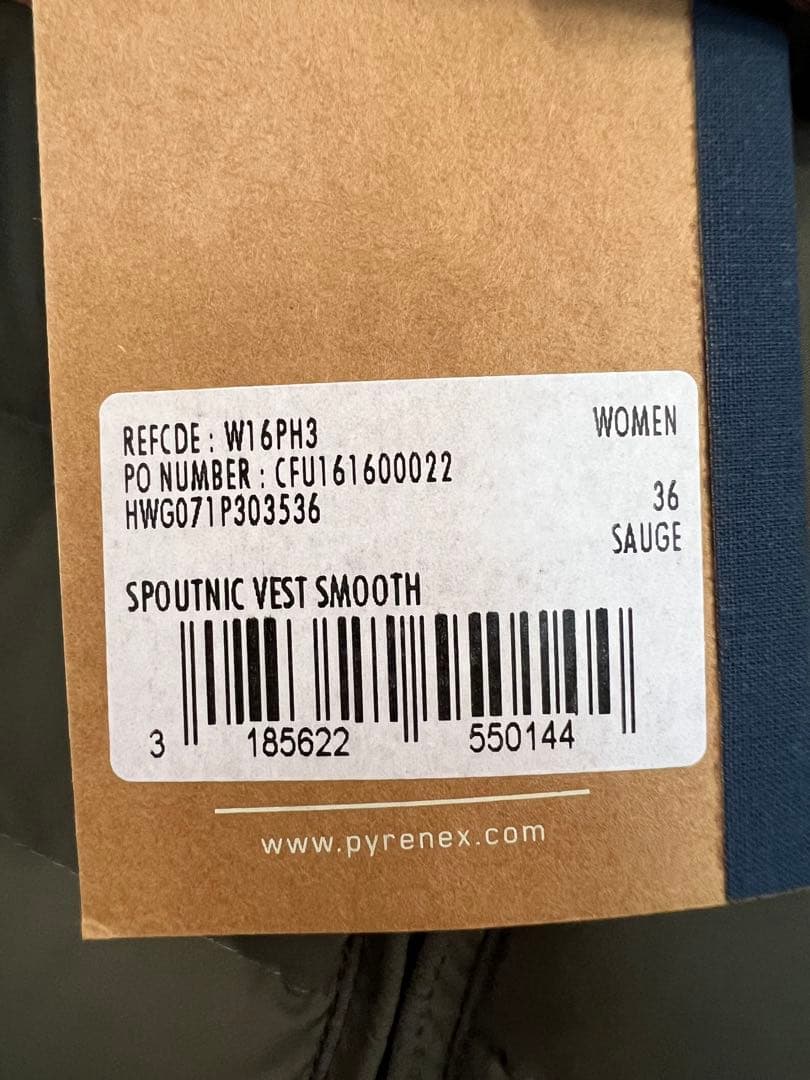 REFCDE : W16PH3
WOMEN
PO NUMBER : CFU161600022
HWG071P303536
36
SAUGE
SPOUTNIC VEST SMOOTH
3 185622 550144
www.pyrenex.com